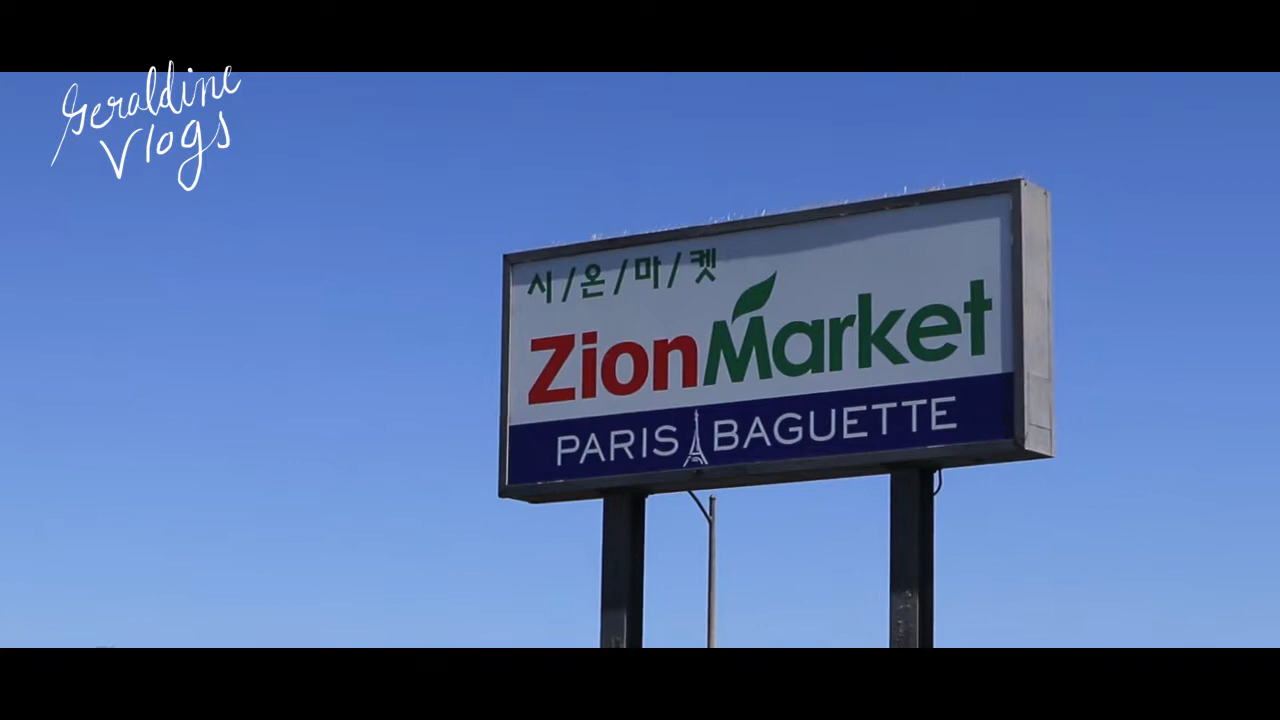 Geraldine
Vlogs
시/온/마/켓
ZionMarket
PARIS BAGUETTE